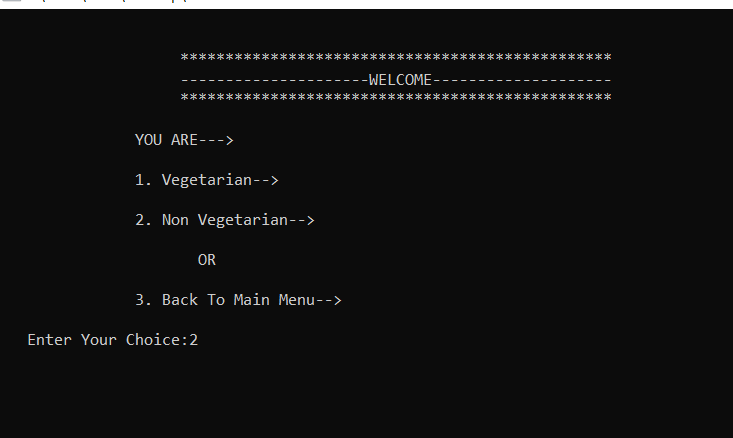 ************************************************
---------------------WELCOME--------------------
************************************************
YOU ARE--->
1. Vegetarian-->
2. Non Vegetarian-->
OR
3. Back To Main Menu-->
Enter Your Choice:2